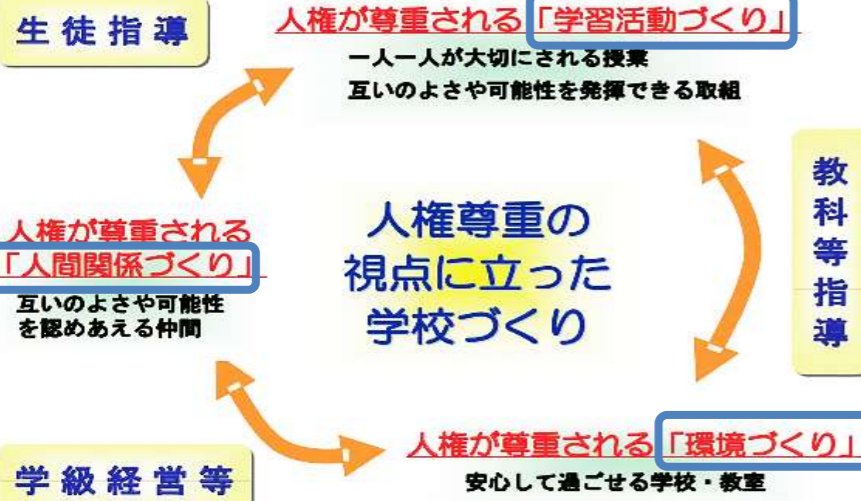 生徒指導
人権が尊重される「学習活動づくり」
一人一人が大切にされる授業
互いのよさや可能性を発揮できる取組
教科等指導
人権が尊重される
「人間関係づくり」
互いのよさや可能性
を認めあえる仲間
人権尊重の
視点に立った
学校づくり
人権が尊重される「環境づくり」
安心して過ごせる学校・教室
学級経営等